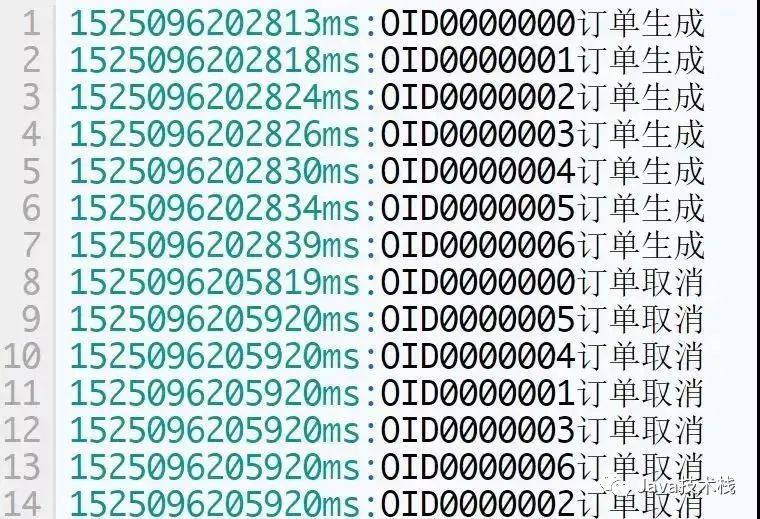 1 1525096202813ms:OID0000000订单生成
2 1525096202818ms:OID0000001订单生成
3 1525096202824ms:OID0000002订单生成
4 1525096202826ms:OID0000003订单生成
5 1525096202830ms:OID0000004订单生成
6 1525096202834ms:OID0000005订单生成
7 1525096202839ms:OID0000006订单生成
8 1525096205819ms:OID0000000订单取消
9 1525096205920ms:OID0000005订单取消
10 1525096205920ms:OID0000004订单取消
11 1525096205920ms:OID0000001订单取消
12 1525096205920ms:OID0000003订单取消
13 1525096205920ms:OID0000006订单取消
14 1525096205920ms:OID0000002订单取消
Java技术栈